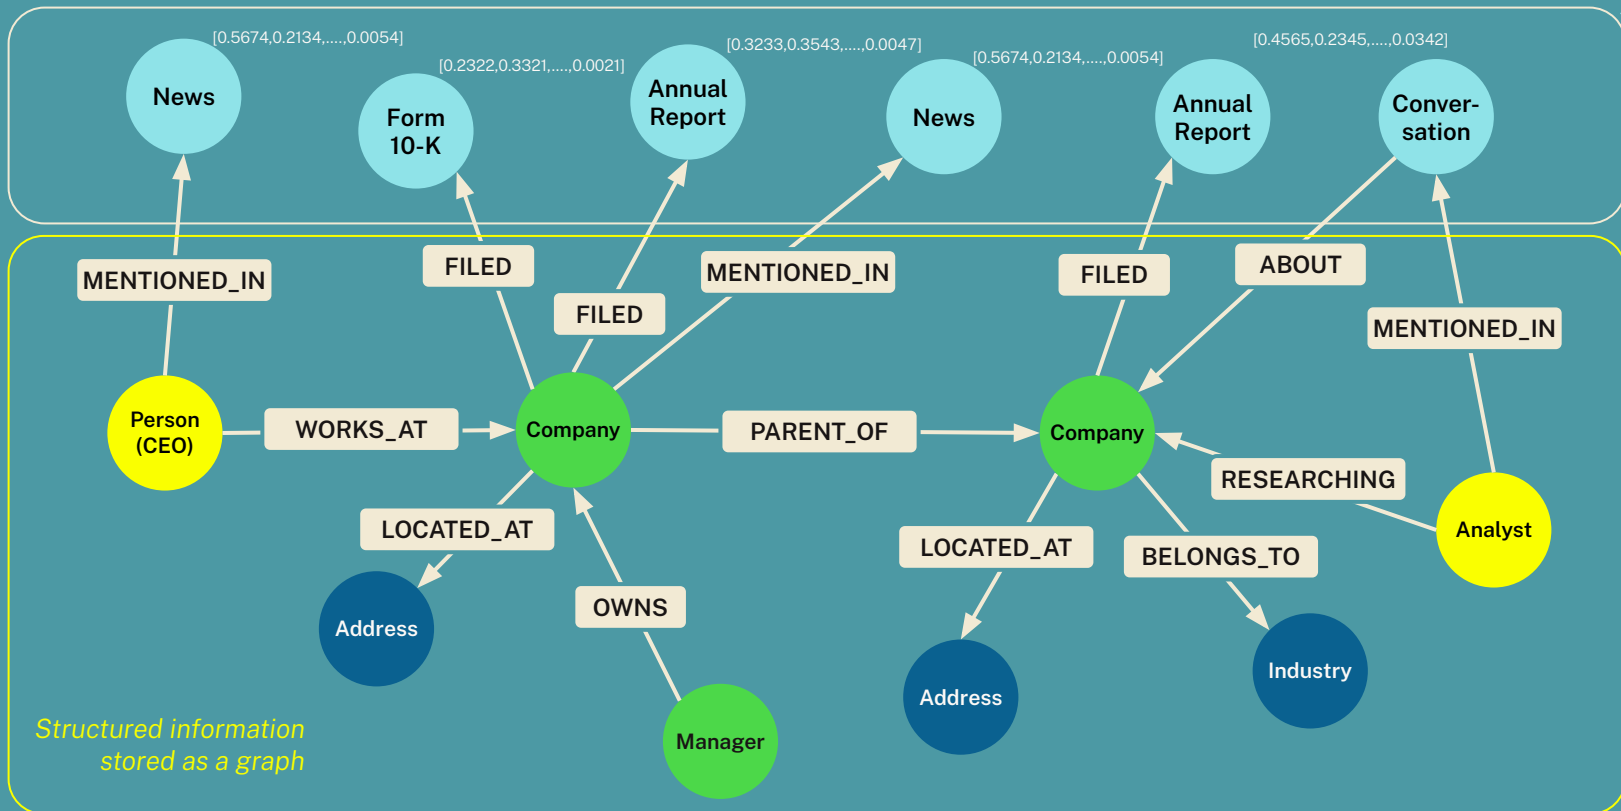 [0.5674,0.2134,....,0.0054]
[0.3233,0.3543,....,0.0047]
[0.4565,0.2345,....,0.0342]
[0.2322,0.3321,....,0.0021]
[0.5674,0.2134,....,0.0054]
News
Form
10-K
Annual
Report
News
Annual
Report
Conver-
sation
MENTIONED_IN
FILED
FILED
MENTIONED_IN
FILED
ABOUT
MENTIONED_IN
Person
(CEO)
WORKS_AT
Company
PARENT_OF
Company
RESEARCHING
Analyst
LOCATED_AT
OWNS
LOCATED_AT
BELONGS_TO
Address
Manager
Address
Industry
Structured information
stored as a graph